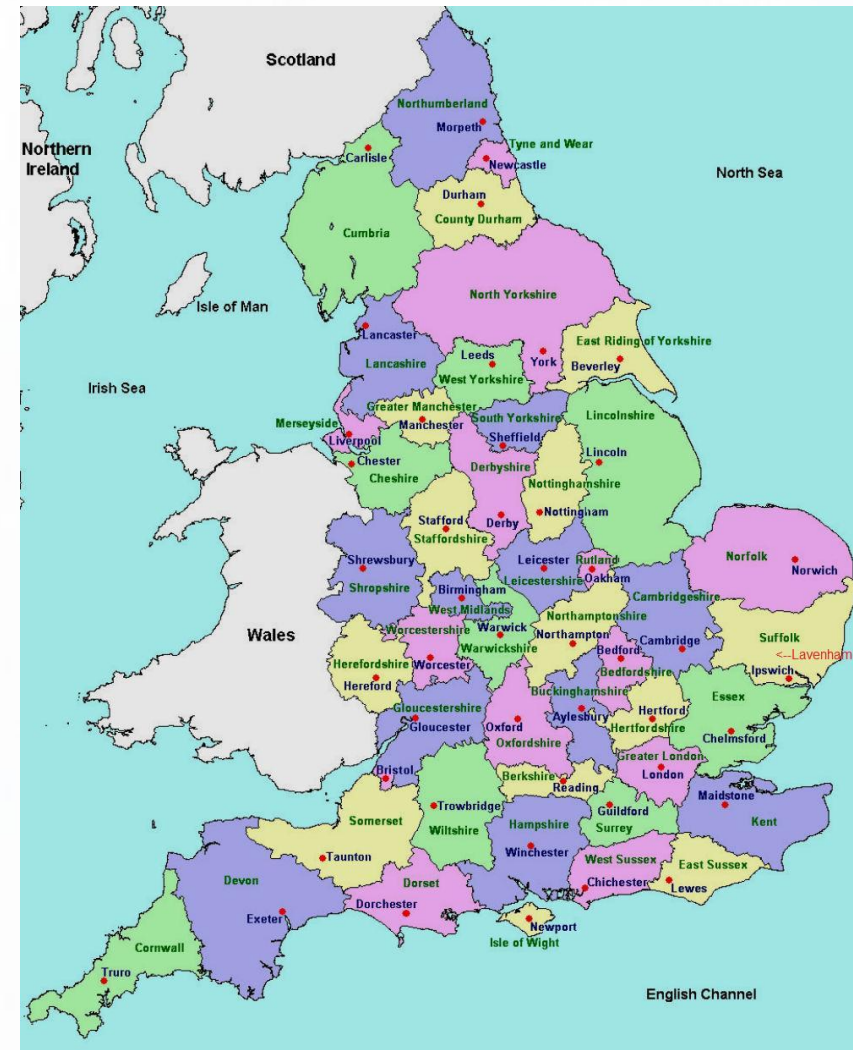 Scotland
Northumberland
Morpeth
Northern
Ireland
Tyne and Wear
Carlisle
Newcastle
North Sea
Durham
County Durham
Cumbria
North Yorkshire
Isle of Man
Lancaster
East Riding of Yorkshire
Leeds
York
Lancashire
Beverley
West Yorkshire
Irish Sea
Greater Manchester
Lincolnshire
Merseyside
Manchester
South Yorkshire
Liverpool
Sheffield
Lincoln
Chester
Derbyshire
Cheshire
Nottinghamshire
Nottingham
Derby
Stafford
Staffordshire
Norfolk
Shrewsbury
Leicester
Rutland
Norwich
Leicestershire
Oakham
Shropshire
Birmingham
Cambridgeshire
West Midlands
Northamptonshire
Worcestershire
Warwick
Wales
Northampton
Cambridge
Suffolk
Warwickshire
Bedford
<--Lavenham
Herefordshire
Worcester
Bedfordshire
Ipswich
Hereford
Buckinghamshire
Essex
Gloucestershire
Hertford
Aylesbury
Gloucester
Oxford
Hertfordshire
Chelmsford
Oxfordshire
Greater London
Bristol
Berkshire
London
Reading
Maidstone
Trowbridge
Guildford
Somerset
Hampshire
Kent
Wiltshire
Surrey
Winchester
Taunton
West Sussex
East Sussex
Devon
Dorset
Chichester
Lewes
Dorchester
Exeter
Newport
Cornwall
Isle of Wight
Truro
English Channel